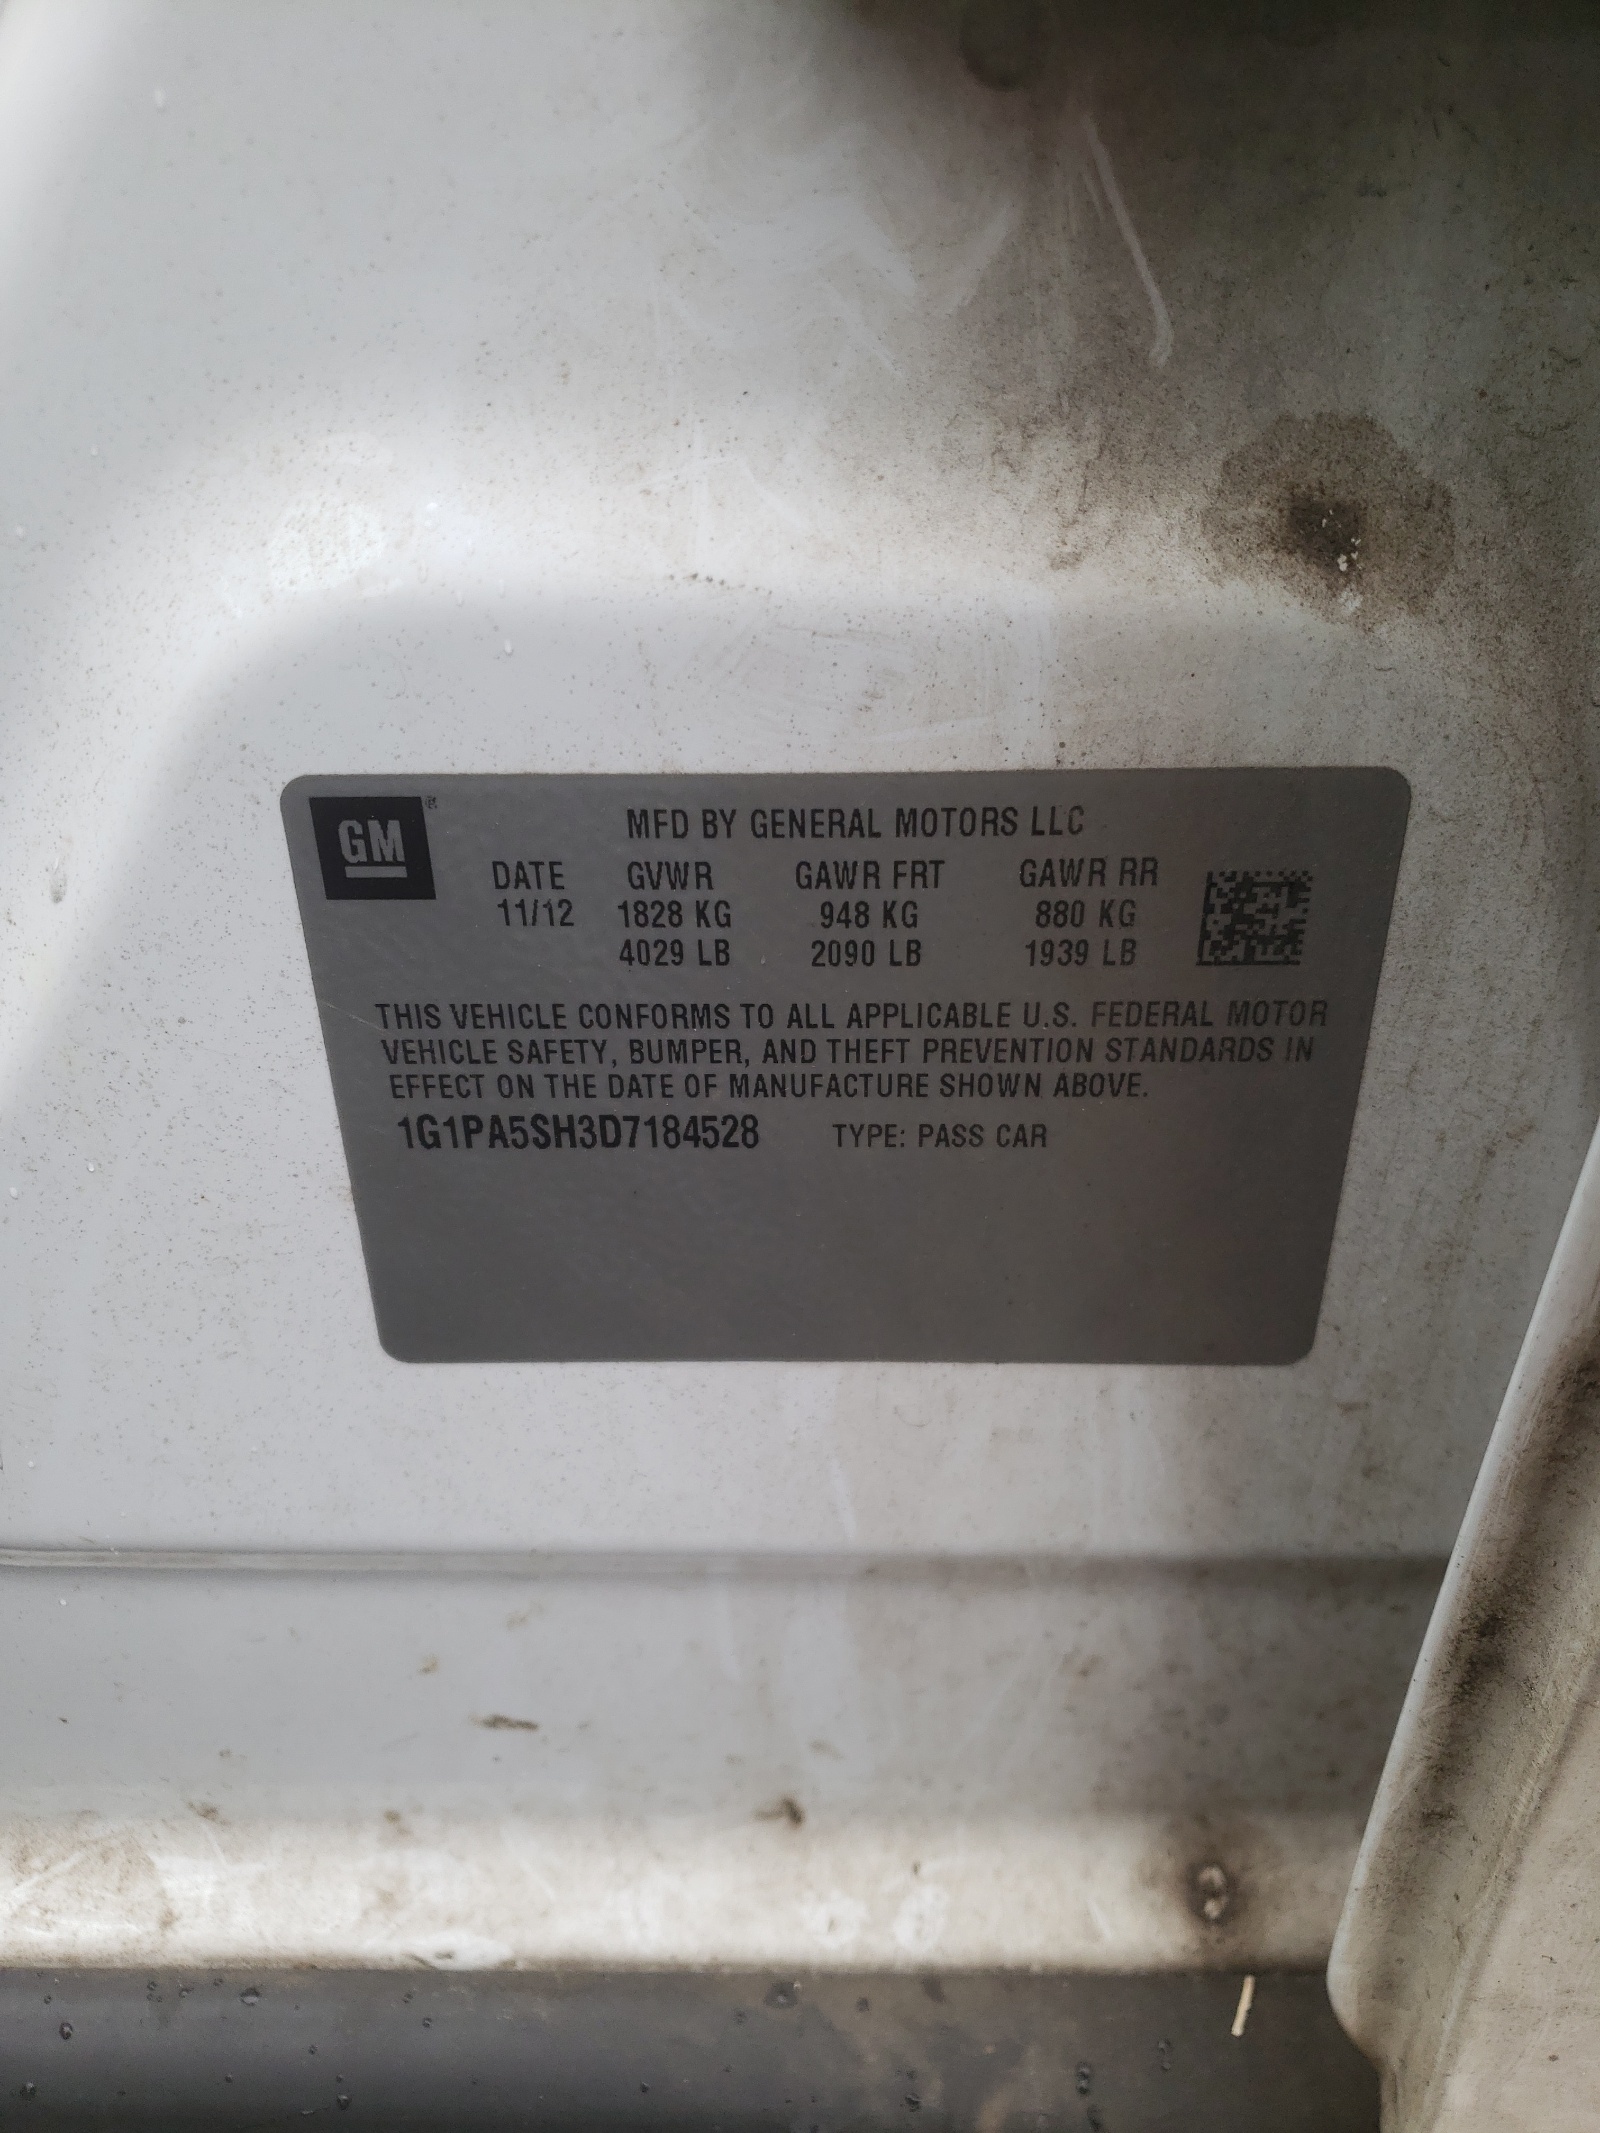 GM ®
MFD BY GENERAL MOTORS LLC
DATE GVWR GAWR FRT GAWR RR
11/12 1828 KG 948 KG 880 KG
4029 LB 2090 LB 1939 LB
THIS VEHICLE CONFORMS TO ALL APPLICABLE U.S. FEDERAL MOTOR
VEHICLE SAFETY, BUMPER, AND THEFT PREVENTION STANDARDS IN
EFFECT ON THE DATE OF MANUFACTURE SHOWN ABOVE.
1G1PA5SH3D7184528 TYPE: PASS CAR